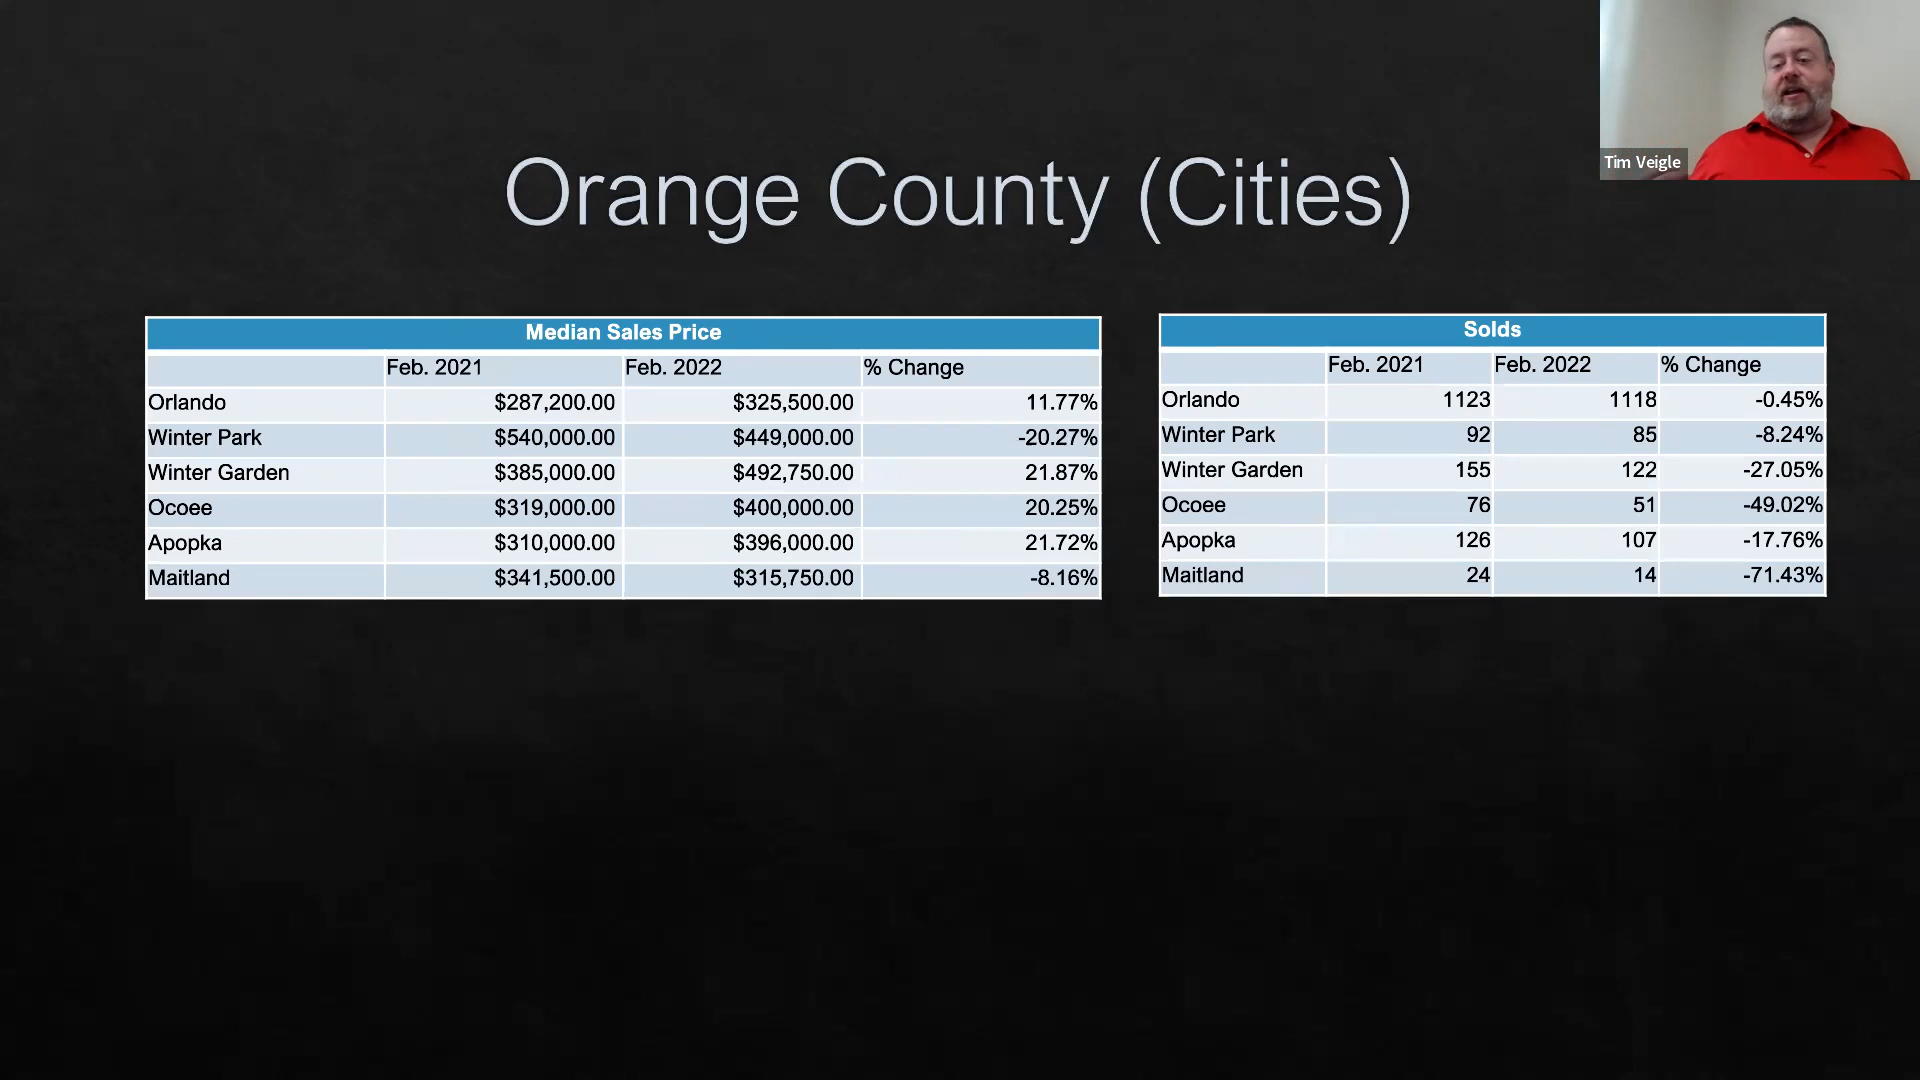 Tim Veigle
Orange County (Cities)
Median Sales Price
Feb. 2021 Feb. 2022 % Change
Orlando $287,200.00 $325,500.00 11.77%
Winter Park $540,000.00 $449,000.00 -20.27%
Winter Garden $385,000.00 $492,750.00 21.87%
Ocoee $319,000.00 $400,000.00 20.25%
Apopka $310,000.00 $396,000.00 21.72%
Maitland $341,500.00 $315,750.00 -8.16%
Solds
Feb. 2021 Feb. 2022 % Change
Orlando 1123 1118 -0.45%
Winter Park 92 85 -8.24%
Winter Garden 155 122 -27.05%
Ocoee 76 51 -49.02%
Apopka 126 107 -17.76%
Maitland 24 14 -71.43%